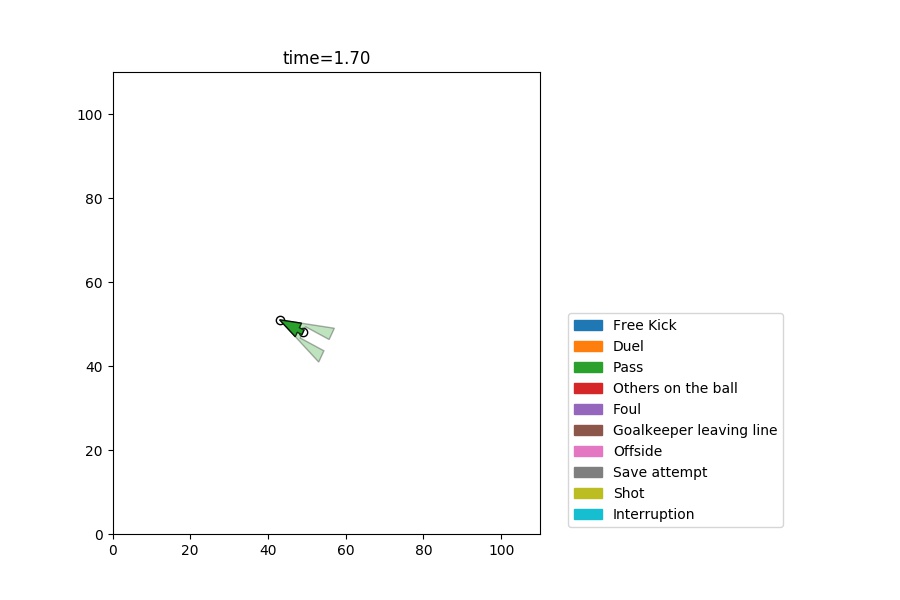 time=1.70
100
80
60
40
20
0
0 20 40 60 80 100
Free Kick
Duel
Pass
Others on the ball
Foul
Goalkeeper leaving line
Offside
Save attempt
Shot
Interruption